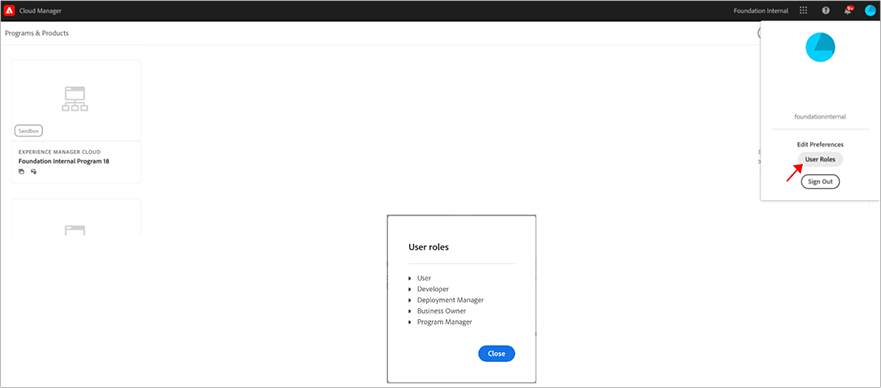 Cloud Manager
Foundation Internal
9+
Programs & Products
foundationinternal
Edit Preferences
User Roles
Sign Out
Sandbox
EXPERIENCE MANAGER CLOUD
Foundation Internal Program 18
User roles
User
Developer
Deployment Manager
Business Owner
Program Manager
Close